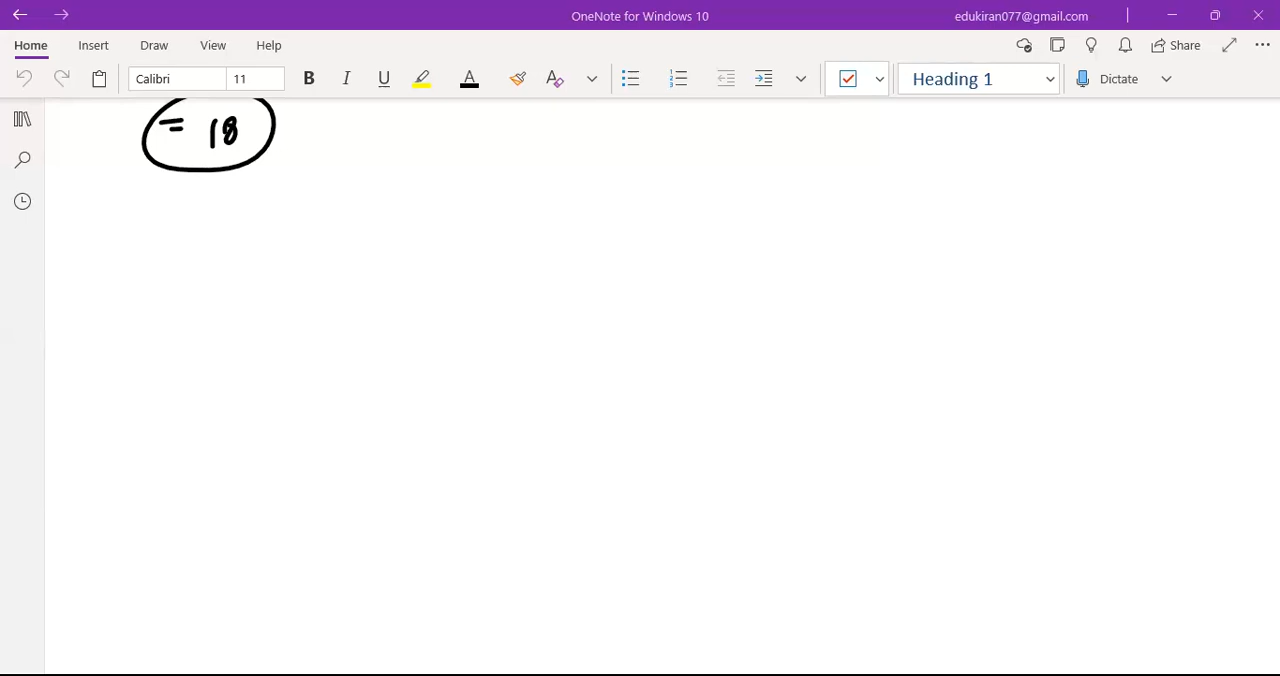 OneNote for Windows 10
edukiran077@gmail.com
Home Insert Draw View Help
Share
Calibri 11 B I U A A Heading 1 Dictate
= 18